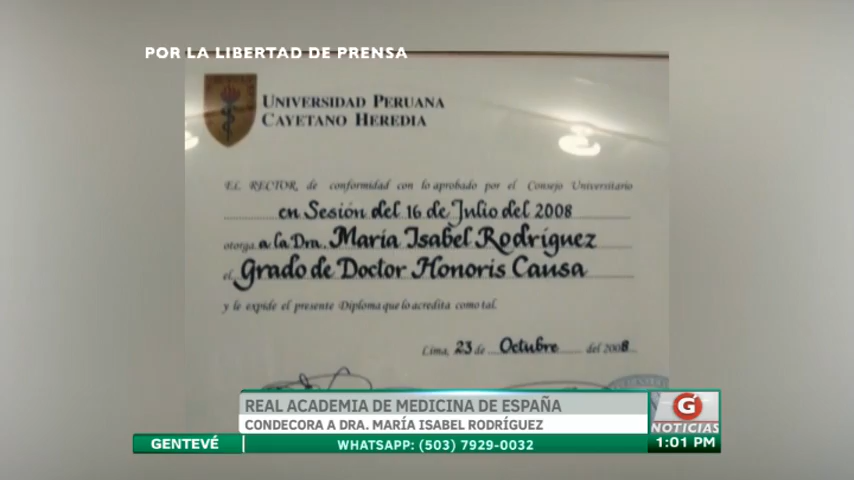 POR LA LIBERTAD DE PRENSA
UNIVERSIDAD PERUANA
CAYETANO HEREDIA
EL RECTOR, de conformidad con lo aprobado por el Consejo Universitario
en Sesión del 16 de Julio del 2008
otorga a la Dra. María Isabel Rodríguez
el Grado de Doctor Honoris Causa
y le expide el presente Diploma que lo acredita como tal.
Lima, 23 de Octubre del 2008
REAL ACADEMIA DE MEDICINA DE ESPAÑA
CONDECORA A DRA. MARÍA ISABEL RODRÍGUEZ
G
NOTICIAS
GENTEVÉ
WHATSAPP: (503) 7929-0032
1:01 PM